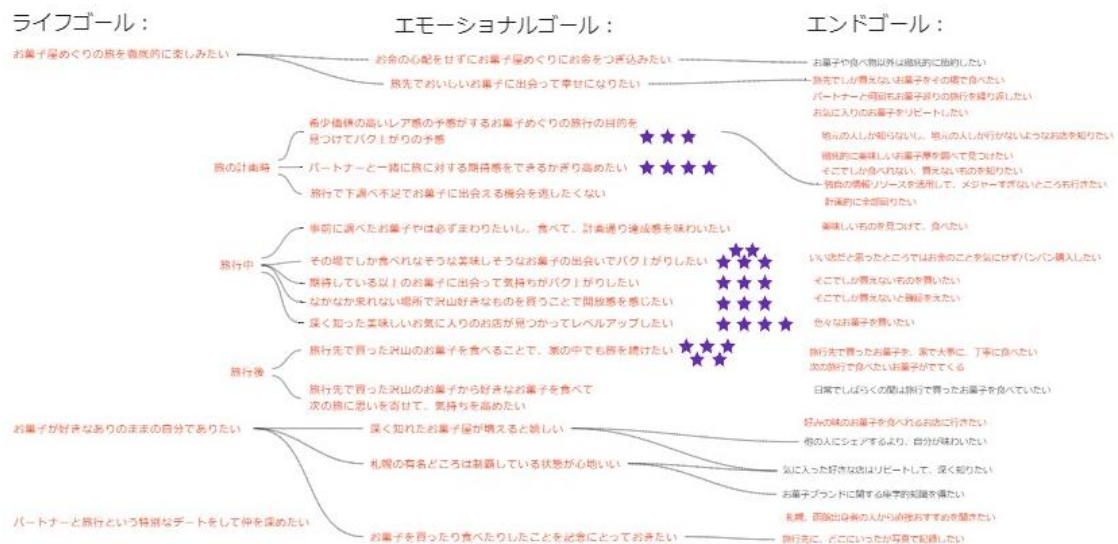 ライフゴール：
エモーショナルゴール：
エンドゴール：
お菓子屋めぐりの旅を徹底的に楽しみたい
お金の心配をせずにお菓子屋めぐりにお金をつぎ込みたい
お菓子や食べ物以外は徹底的に節約したい
旅先でおいしいお菓子に出会って幸せになりたい
旅先でしか買えないお菓子をその場で食べたい
パートナーと何回もお菓子巡りの旅行を繰り返したい
お気に入りのお菓子をリピートしたい
希少価値の高いレア感の予感がするお菓子めぐりの旅行の目的を
見つけてバク上がりの予感
地元の人しか知らないし、地元の人しか行かないようなお店を知りたい
旅の計画時
パートナーと一緒に旅に対する期待感をできるかぎり高めたい
徹底的に美味しいお菓子屋を調べて見つけたい
そこでしか食べれない、買えないものを知りたい
独自の情報リソースを活用して、メジャーすぎないところも行きたい
旅行で下調べ不足でお菓子に出会える機会を逃したくない
計画的に全部回りたい
事前に調べたお菓子やは必ずまわりたいし、食べて、計画通り達成感を味わいたい
美味しいものを見つけて、食べたい
旅行中
その場でしか食べれなそうな美味しそうなお菓子の出会いでバク上がりしたい
いい店だと思ったところではお金のことを気にせずバンバン購入したい
期待している以上のお菓子に出会って気持ちがバク上がりしたい
そこでしか買えないものを買いたい
なかなか来れない場所で沢山好きなものを買うことで開放感を感じたい
そこでしか買えないと確証をえたい
深く知った美味しいお気に入りのお店が見つかってレベルアップしたい
色々なお菓子を買いたい
旅行後
旅行先で買った沢山のお菓子を食べることで、家の中でも旅を続けたい
旅行先で買ったお菓子を、家で大事に、丁寧に食べたい
次の旅行で食べたいお菓子がでてくる
旅行先で買った沢山のお菓子から好きなお菓子を食べて
次の旅に思いを寄せて、気持ちを高めたい
日常でしばらくの間は旅行で買ったお菓子を食べていたい
お菓子が好きなありのままの自分でありたい
深く知れたお菓子屋が増えると嬉しい
好みの味のお菓子を食べれるお店に行きたい
他の人にシェアするより、自分が味わいたい
札幌の有名どころは制覇している状態が心地いい
気に入った好きな店はリピートして、深く知りたい
お菓子ブランドに関する座学的知識を得たい
パートナーと旅行という特別なデートをして仲を深めたい
札幌、函館出身者の人から直接おすすめを聞きたい
お菓子を買ったり食べたりしたことを記念にとっておきたい
旅行先に、どこにいったか写真で記録したい